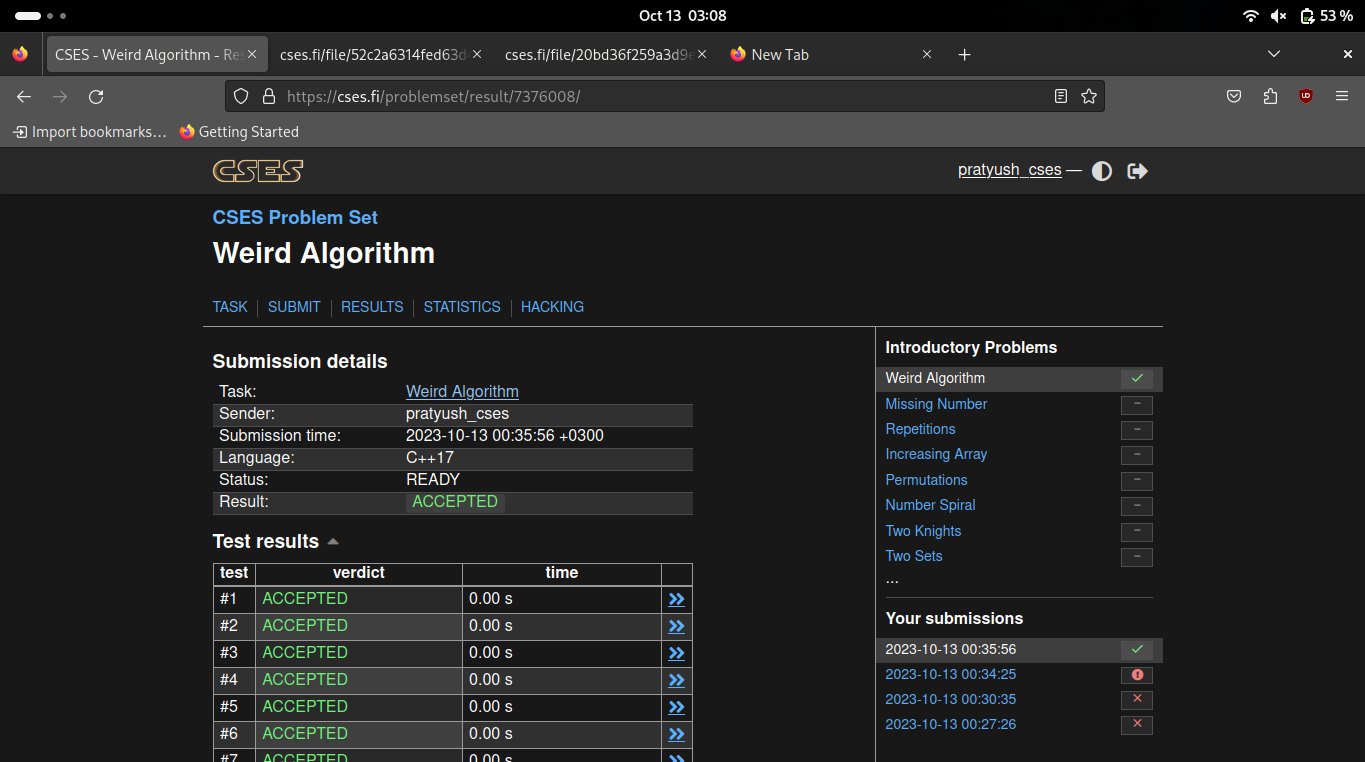 Oct 13 03:08
53 %
CSES - Weird Algorithm - Re
cses.fi/file/52c2a6314fed63d
cses.fi/file/20bd36f259a3d9e
New Tab
https://cses.fi/problemset/result/7376008/
Import bookmarks…
Getting Started
CSES
pratyush_cses —
CSES Problem Set
Weird Algorithm
TASK | SUBMIT | RESULTS | STATISTICS | HACKING
Submission details
Task: Weird Algorithm
Sender: pratyush_cses
Submission time: 2023-10-13 00:35:56 +0300
Language: C++17
Status: READY
Result: ACCEPTED
Test results
test verdict time
#1 ACCEPTED 0.00 s
#2 ACCEPTED 0.00 s
#3 ACCEPTED 0.00 s
#4 ACCEPTED 0.00 s
#5 ACCEPTED 0.00 s
#6 ACCEPTED 0.00 s
#7 ACCEPTED 0.00 s
Introductory Problems
Weird Algorithm
Missing Number –
Repetitions –
Increasing Array –
Permutations –
Number Spiral –
Two Knights –
Two Sets –
...
Your submissions
2023-10-13 00:35:56
2023-10-13 00:34:25
2023-10-13 00:30:35
2023-10-13 00:27:26